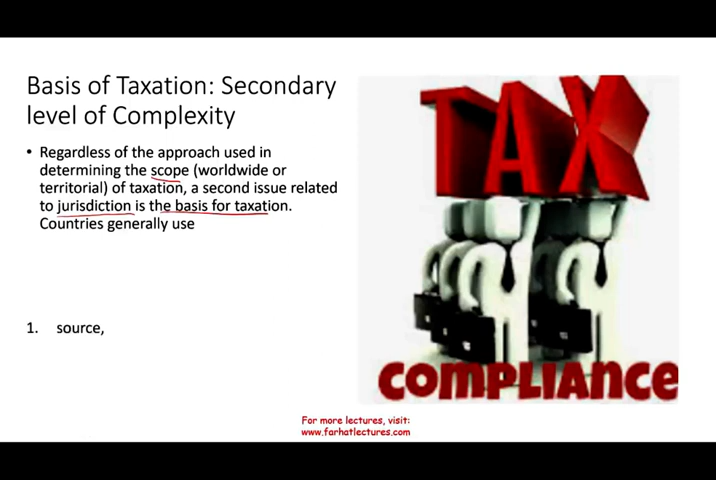 Basis of Taxation: Secondary
level of Complexity
• Regardless of the approach used in
determining the scope (worldwide or
territorial) of taxation, a second issue related
to jurisdiction is the basis for taxation.
Countries generally use
1. source,
TAX
COMPLIANCE
For more lectures, visit:
www.farhatlectures.com